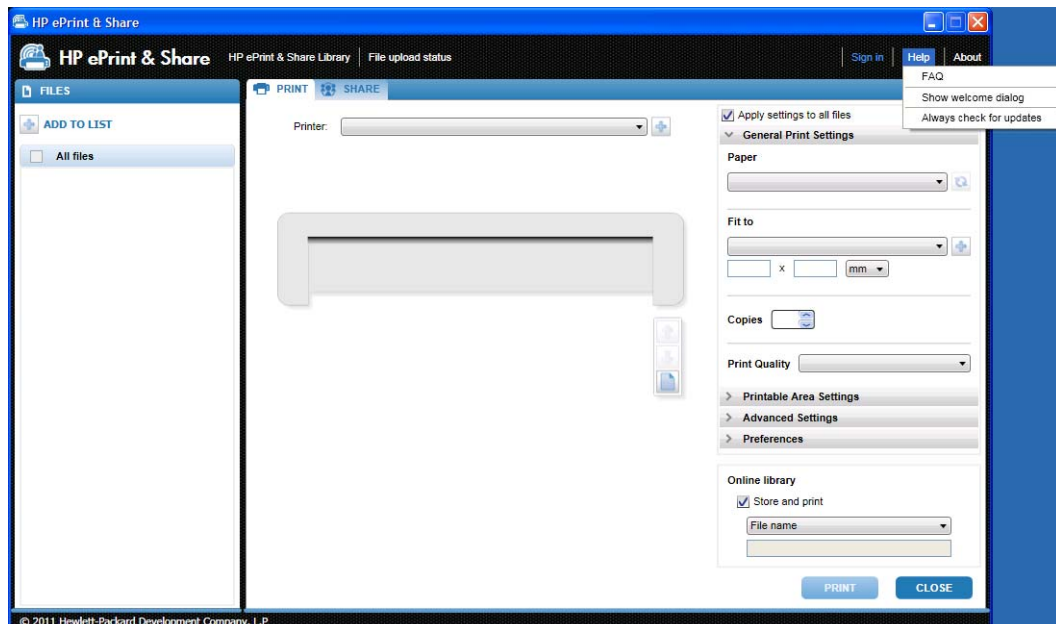 HP ePrint & Share
HP ePrint & Share
HP ePrint & Share Library
File upload status
Sign in
Help
About
FAQ
Show welcome dialog
Always check for updates
FILES
ADD TO LIST
All files
PRINT
SHARE
Printer:
Apply settings to all files
General Print Settings
Paper
Fit to
x
mm
Copies
Print Quality
Printable Area Settings
Advanced Settings
Preferences
Online library
Store and print
File name
PRINT
CLOSE
© 2011 Hewlett-Packard Development Company, L.P